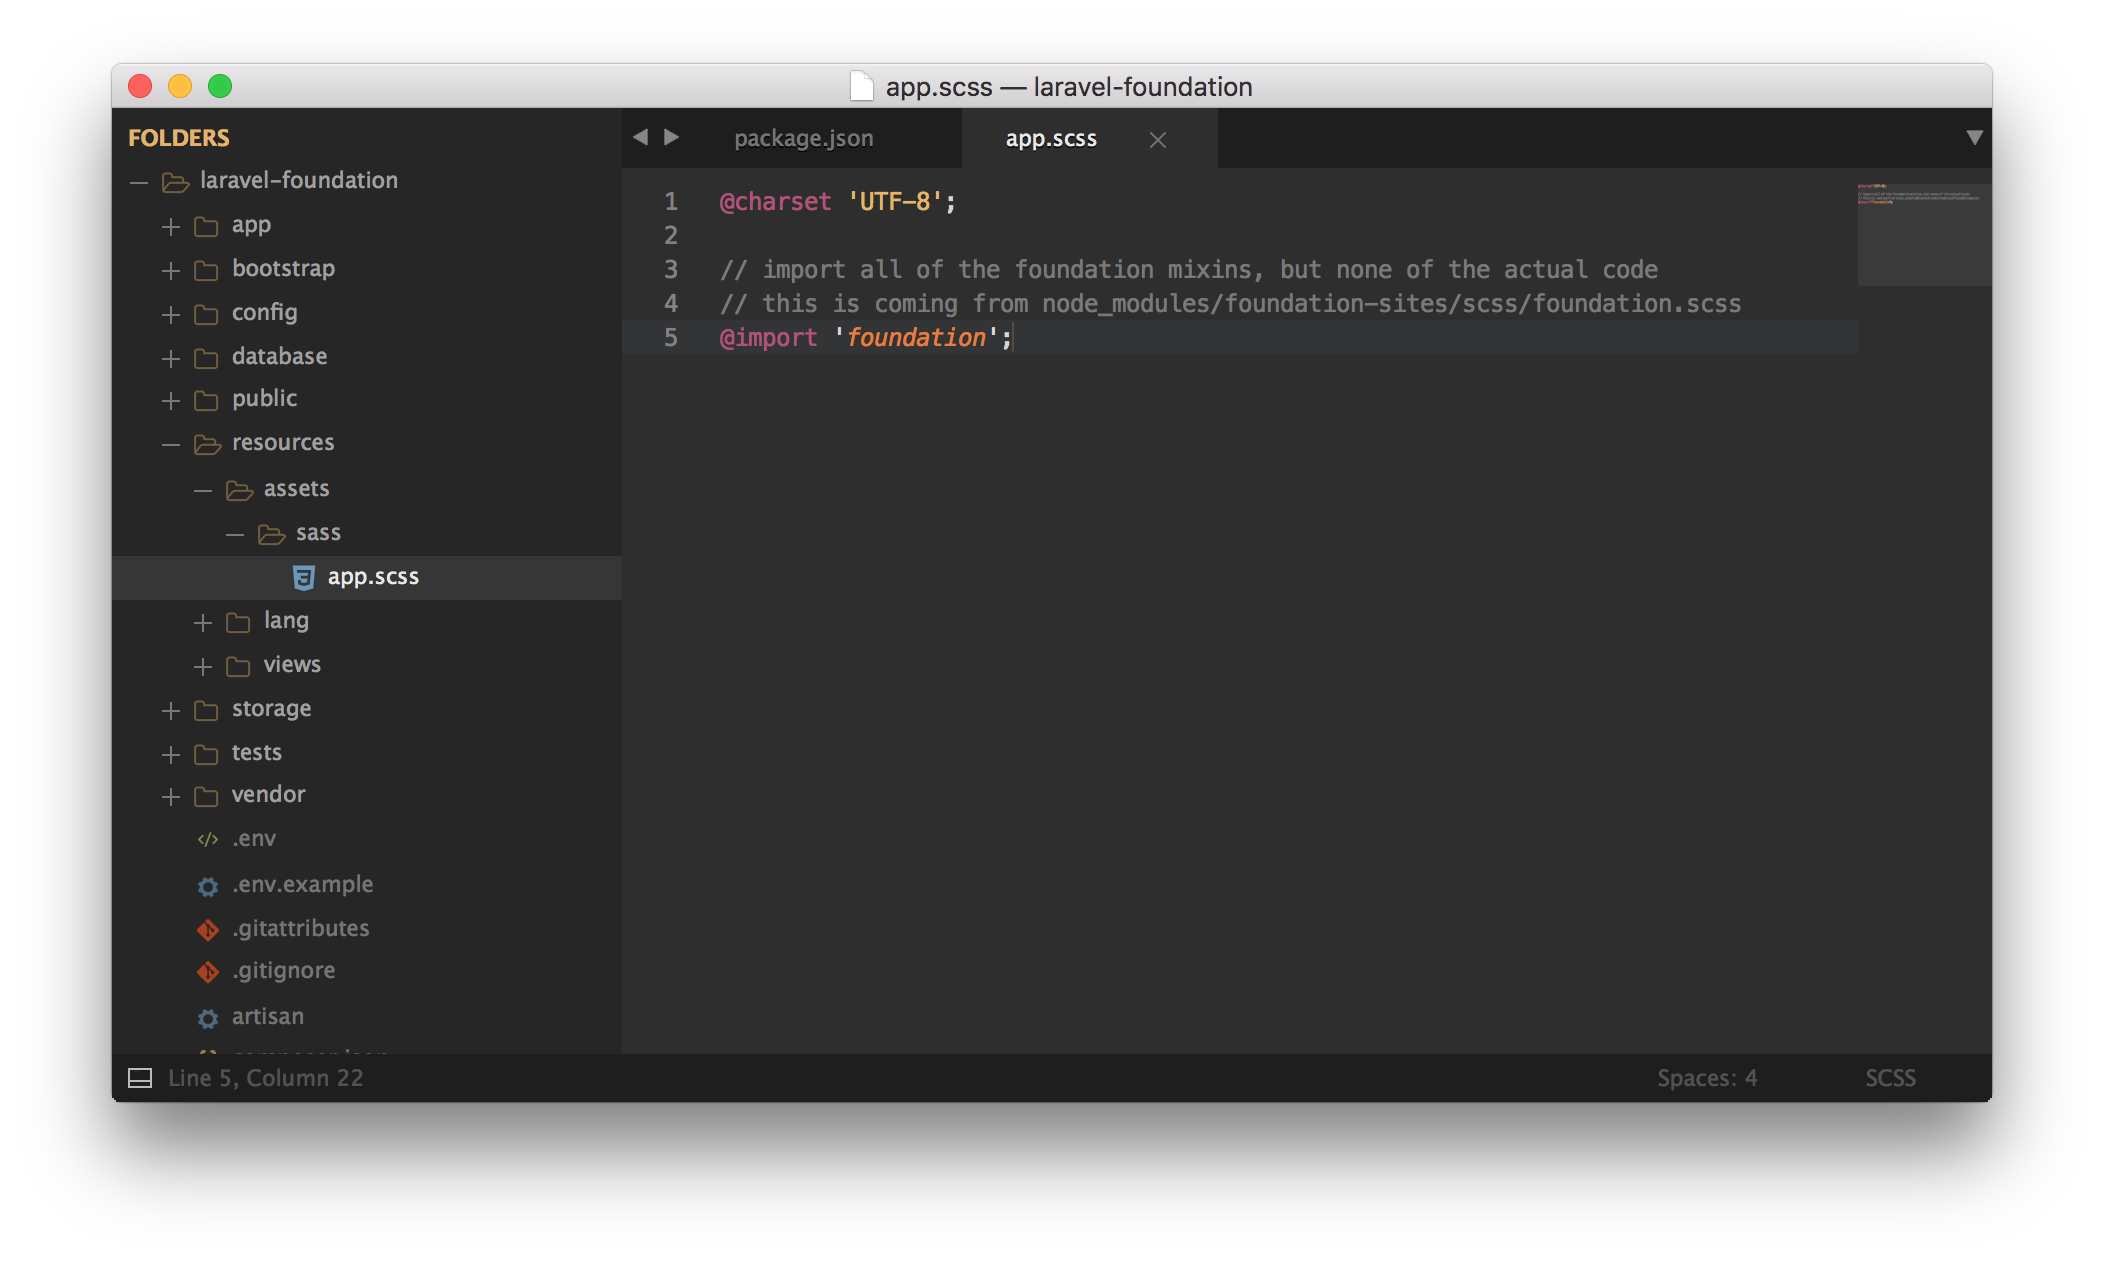 app.scss — laravel-foundation
FOLDERS
laravel-foundation
app
bootstrap
config
database
public
resources
assets
sass
app.scss
lang
views
storage
tests
vendor
.env
.env.example
.gitattributes
.gitignore
artisan
package.json
app.scss
1 @charset 'UTF-8';
2
3 // import all of the foundation mixins, but none of the actual code
4 // this is coming from node_modules/foundation-sites/scss/foundation.scss
5 @import 'foundation';
Line 5, Column 22
Spaces: 4
SCSS